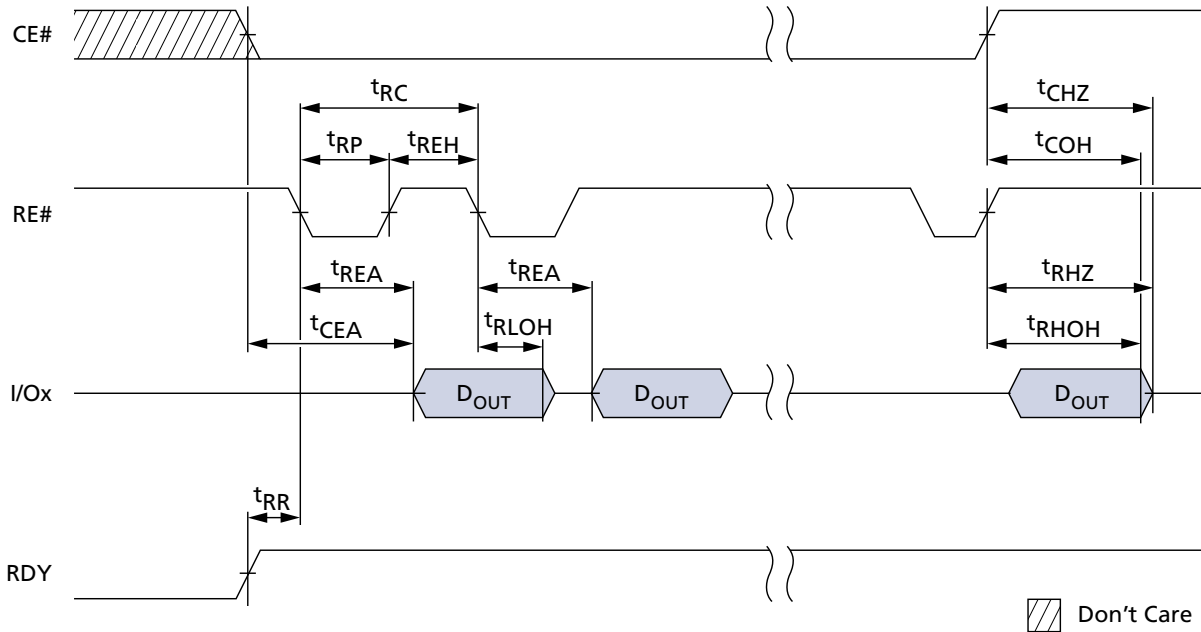 CE#
tRC
tCHZ
tRP
tREH
tCOH
RE#
tREA
tREA
tRHZ
tCEA
tRLOH
tRHOH
I/Ox
DOUT
DOUT
DOUT
tRR
RDY
Don't Care